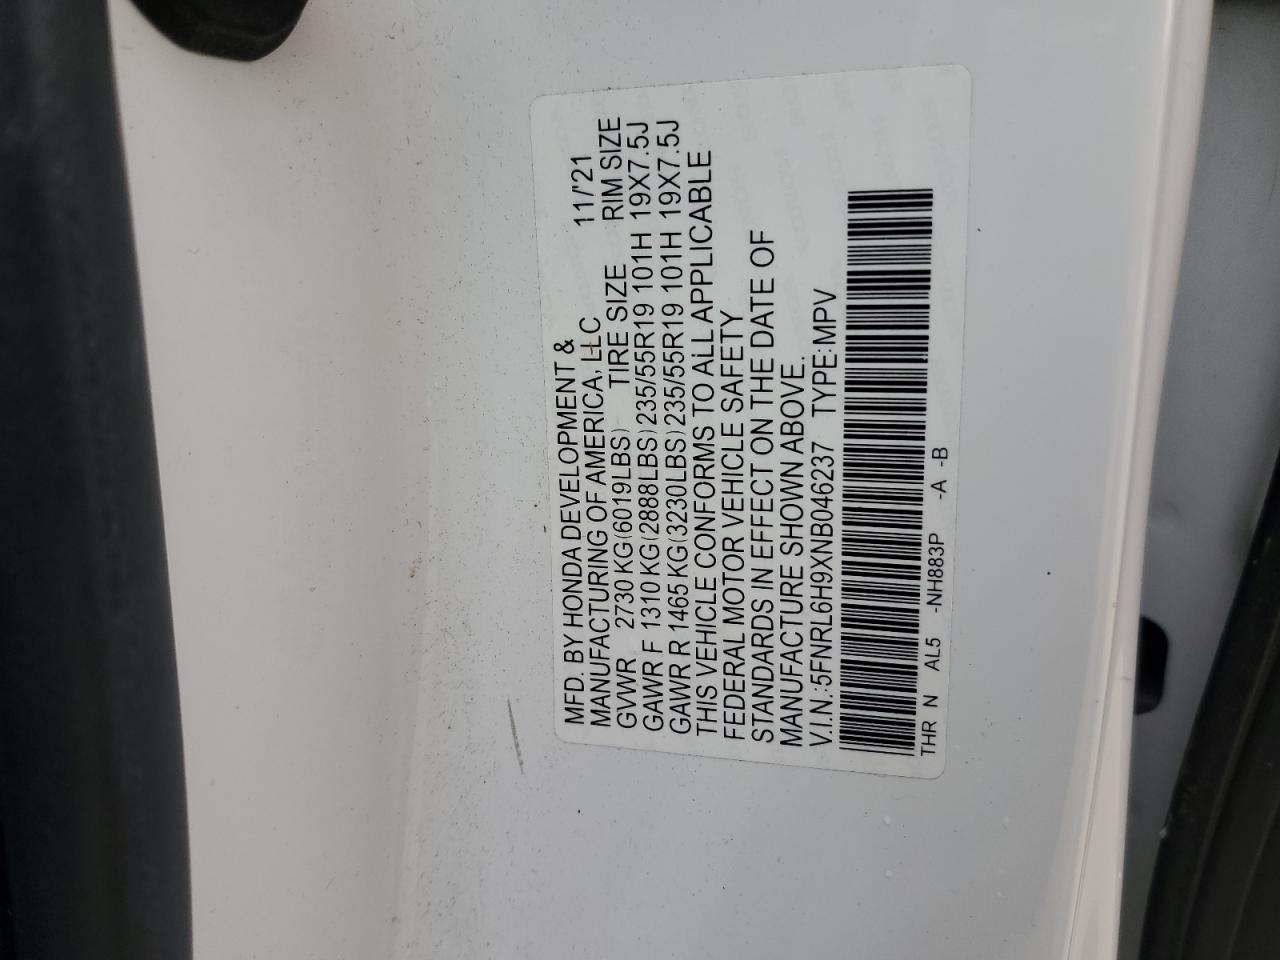 MFD. BY HONDA DEVELOPMENT &
MANUFACTURING OF AMERICA, LLC 11/'21
GVWR 2730 KG(6019LBS) TIRE SIZE RIM SIZE
GAWR F 1310 KG(2888LBS) 235/55R19 101H 19X7.5J
GAWR R 1465 KG(3230LBS) 235/55R19 101H 19X7.5J
THIS VEHICLE CONFORMS TO ALL APPLICABLE
FEDERAL MOTOR VEHICLE SAFETY
STANDARDS IN EFFECT ON THE DATE OF
MANUFACTURE SHOWN ABOVE.
V.I.N.:5FNRL6H9XNB046237 TYPE:MPV
THR N AL5 -NH883P -A -B